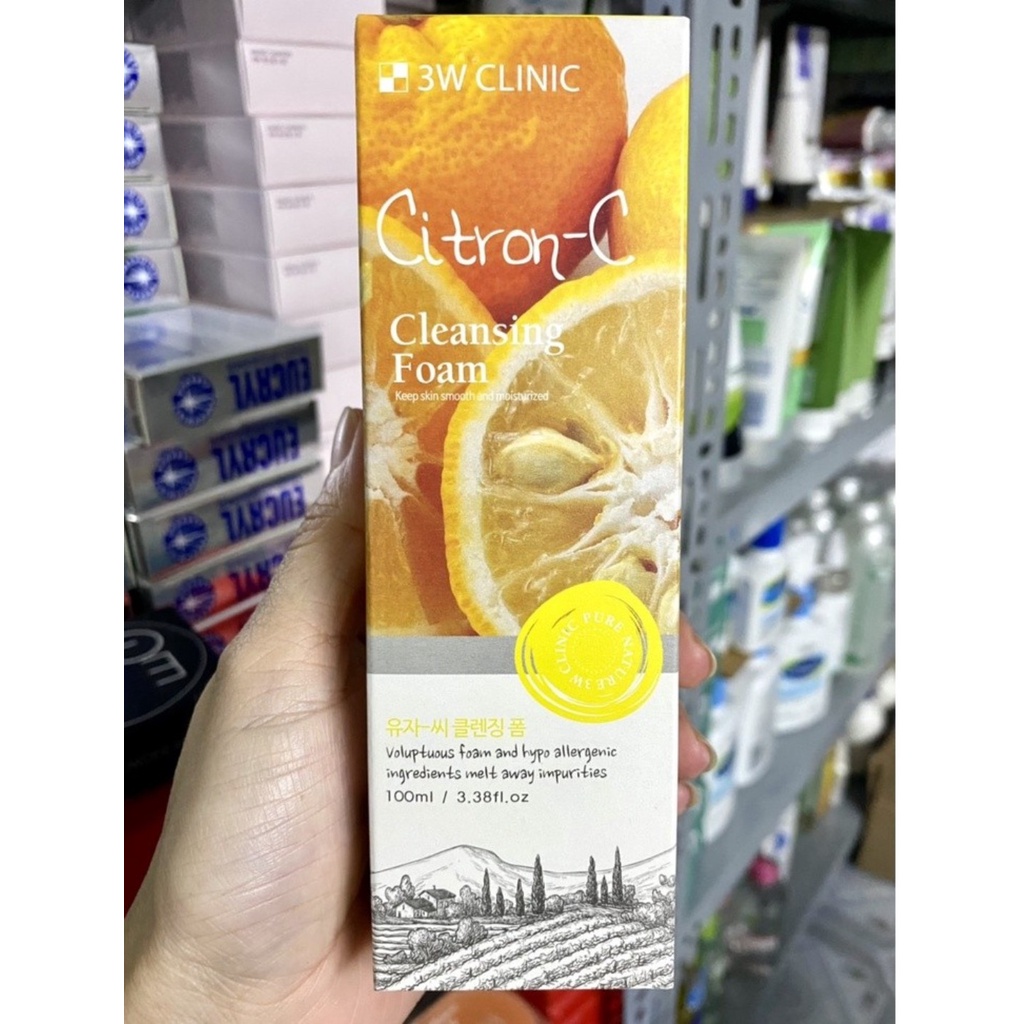 3W CLINIC
Citron-C
Cleansing
Foam
Keep skin smooth and moisturized
3W CLINIC PURE NATURE
유자-씨 클렌징 폼
Voluptuous foam and hypo allergenic
ingredients melt away impurities
100ml / 3.38fl.oz
EUCRYL
EUCRYL
EUCRYL
EUCRYL